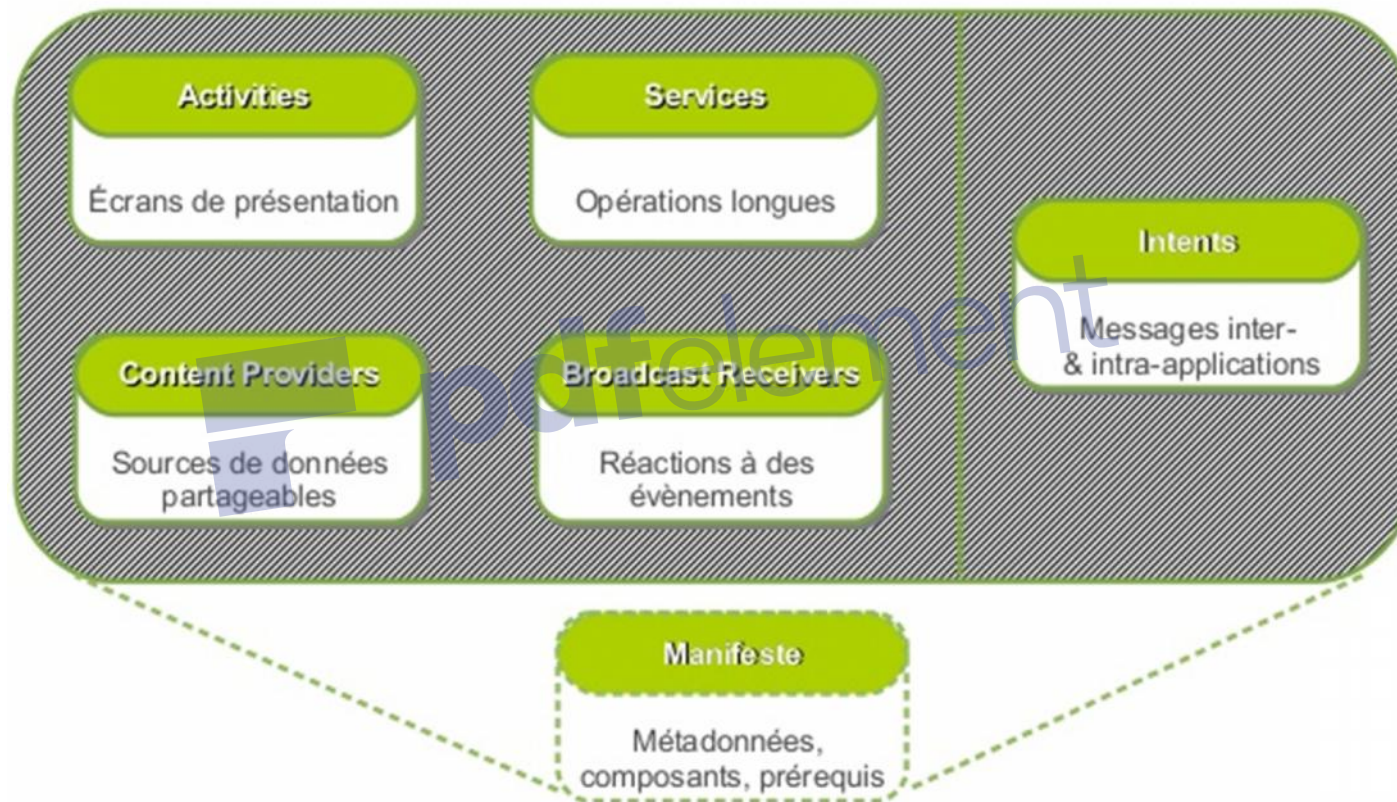 Activities
Écrans de présentation
Services
Opérations longues
Intents
Messages inter-
& intra-applications
Content Providers
Sources de données
partageables
Broadcast Receivers
Réactions à des
évènements
Manifeste
Métadonnées,
composants, prérequis
pdfelement